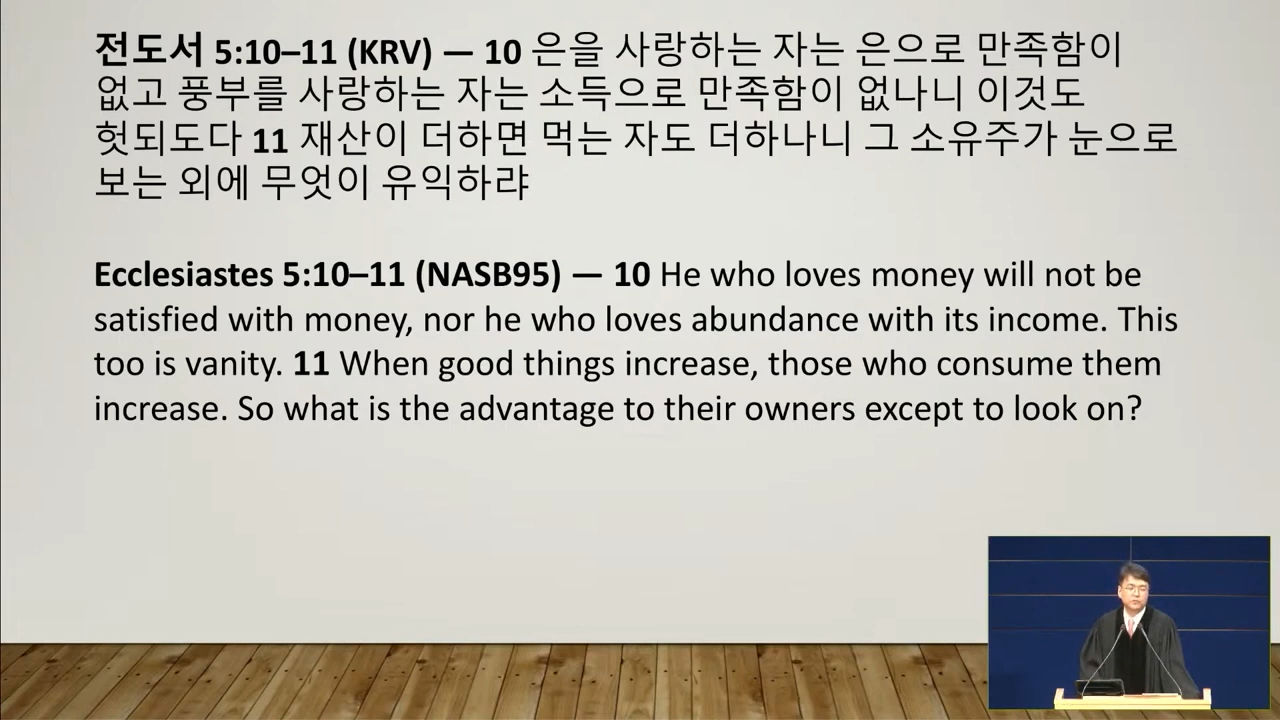 전도서 5:10–11 (KRV) — 10 은을 사랑하는 자는 은으로 만족함이
없고 풍부를 사랑하는 자는 소득으로 만족함이 없나니 이것도
헛되도다 11 재산이 더하면 먹는 자도 더하나니 그 소유주가 눈으로
보는 외에 무엇이 유익하랴
Ecclesiastes 5:10–11 (NASB95) — 10 He who loves money will not be
satisfied with money, nor he who loves abundance with its income. This
too is vanity. 11 When good things increase, those who consume them
increase. So what is the advantage to their owners except to look on?